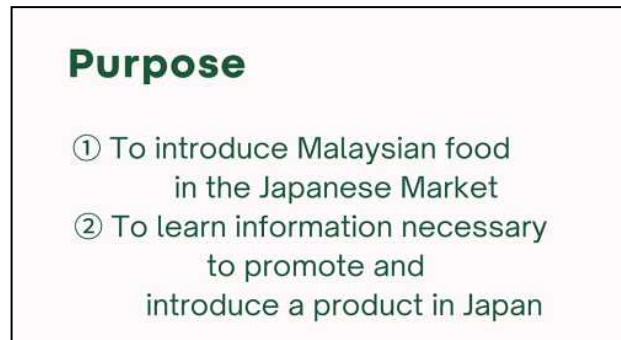 Purpose
① To introduce Malaysian food
in the Japanese Market
② To learn information necessary
to promote and
introduce a product in Japan